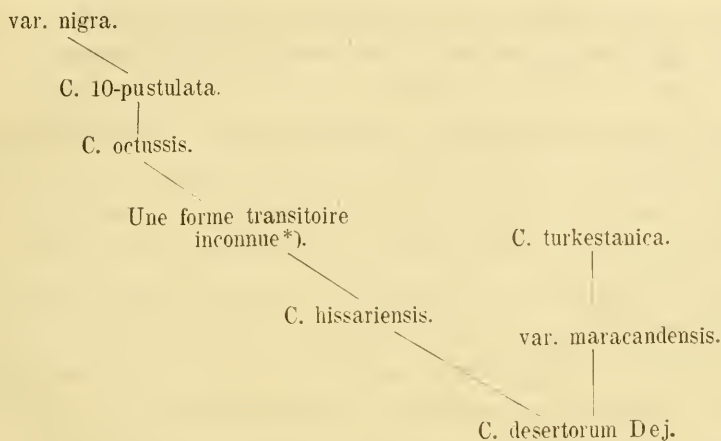 var. nigra.
C. 10-pustulata.
C. octussis.
Une forme transitoire
inconnue*).
C. turkestanica.
C. hissariensis.
var. maracandensis.
C. desertorum Dej.